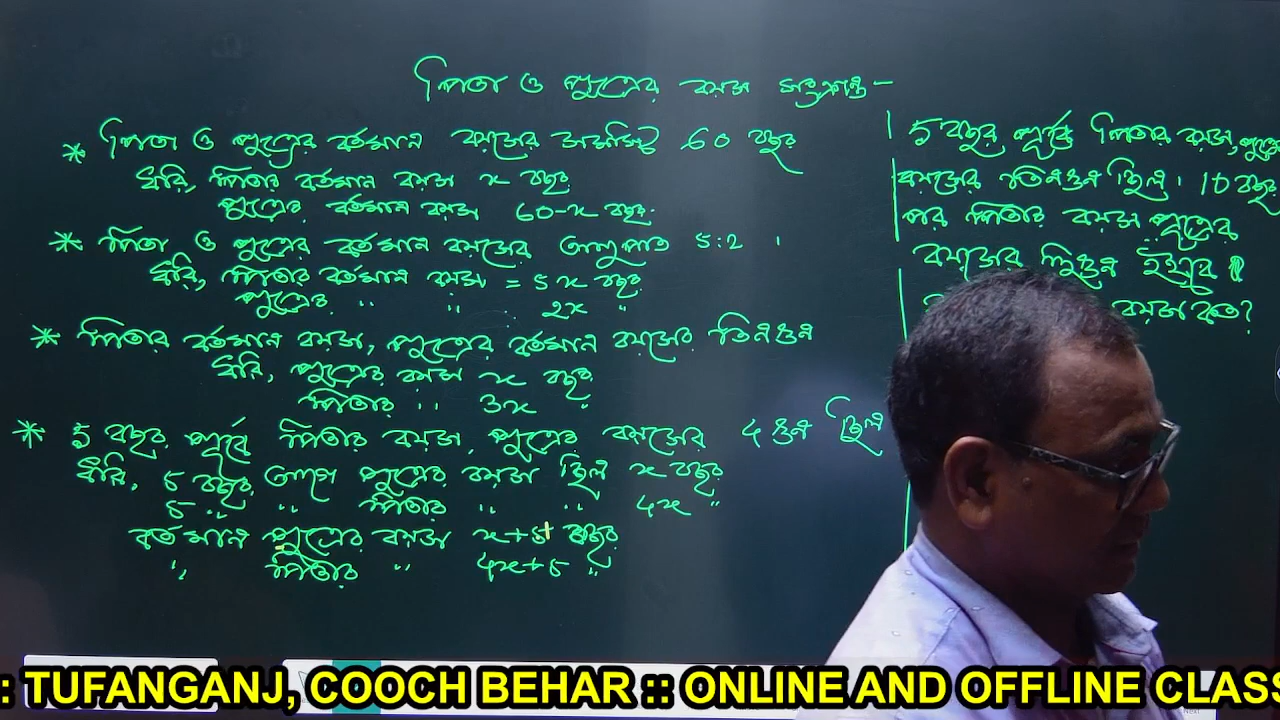 পিতা ও পুত্রের বয়স সংক্রান্ত -
* পিতা ও পুত্রের বর্তমান বয়সের সমষ্টি 60 বছর
ধরি, পিতার বর্তমান বয়স x বছর
পুত্রের বর্তমান বয়স 60-x বছর
* পিতা ও পুত্রের বর্তমান বয়সের অনুপাত 5:2 ।
ধরি, পিতার বর্তমান বয়স = 5x বছর
পুত্রের " " 2x "
* পিতার বর্তমান বয়স, পুত্রের বর্তমান বয়সের তিনগুন
ধরি, পুত্রের বয়স x বছর
পিতার " 3x "
* 5 বছর পূর্বে পিতার বয়স, পুত্রের বয়সের 4 গুন ছিল
ধরি, 5 বছর আগে পুত্রের বয়স ছিল x বছর
5 " " পিতার " " 4x "
বর্তমান পুত্রের বয়স x+5 বছর
" পিতার " 4x+5 "
5 বছর পূর্বে পিতার বয়স, পুত্রের
বয়সের তিনগুন ছিল। 10 বছর
পর পিতার বয়স পুত্রের
বয়সের দ্বিগুন হইবে।
বয়স কত?
: TUFANGANJ, COOCH BEHAR :: ONLINE AND OFFLINE CLASS